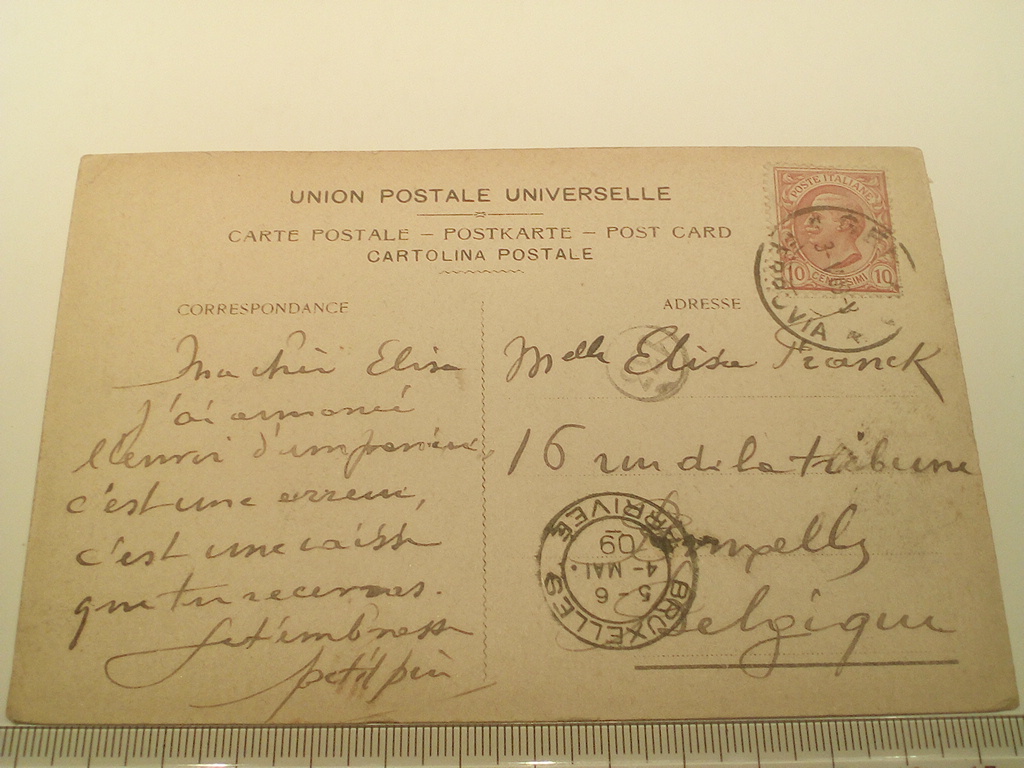 UNION POSTALE UNIVERSELLE
CARTE POSTALE – POSTKARTE – POST CARD
CARTOLINA POSTALE
CORRESPONDANCE
Ma chère Elisa
j'ai annoncé
l'envoi d'un panier,
c'est une erreur,
c'est une caisse
que tu recevras.
Je t'embrasse
petit père
ADRESSE
Melle Elisa Franck
16 rue de la tribune
Bruxelles
Belgique
POSTE ITALIANE
10 CENTESIMI 10
BRUXELLES
5-6
4- MAI
09
ARRIVEE